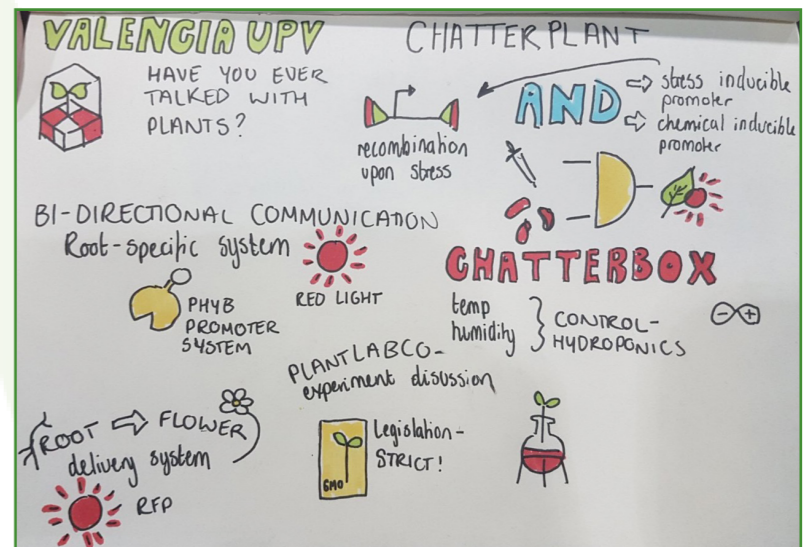 VALENCIA UPV
CHATTERPLANT
HAVE YOU EVER
TALKED WITH
PLANTS?
recombination
upon stress
AND
⇨ stress inducible
promoter
⇨ chemical inducible
promoter
BI-DIRECTIONAL COMMUNICATION
Root-specific system
RED LIGHT
PHYB
PROMOTER
SYSTEM
CHATTERBOX
temp
humidity
CONTROL-
HYDROPONICS
PLANTLABCO-
experiment disussion
ROOT ⇨ FLOWER
delivery system
RFP
Legislation-
STRICT!
GMO